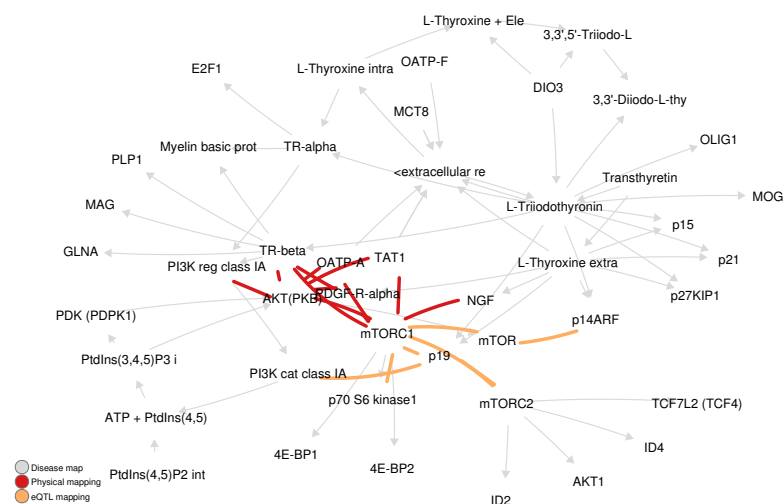 L-Thyroxine + Ele
3,3',5'-Triiodo-L
E2F1
L-Thyroxine intra
OATP-F
DIO3
3,3'-Diiodo-L-thy
MCT8
OLIG1
Myelin basic prot
TR-alpha
PLP1
<extracellular re
Transthyretin
MOG
MAG
L-Triiodothyronin
p15
GLNA
TR-beta
OATP-A
TAT1
L-Thyroxine extra
p21
PI3K reg class IA
AKT(PKB)
PDGF-R-alpha
NGF
p27KIP1
PDK (PDPK1)
mTORC1
mTOR
p14ARF
PtdIns(3,4,5)P3 i
p19
PI3K cat class IA
p70 S6 kinase1
mTORC2
TCF7L2 (TCF4)
ATP + PtdIns(4,5)
ID4
4E-BP1
4E-BP2
AKT1
PtdIns(4,5)P2 int
ID2
Disease map
Physical mapping
eQTL mapping